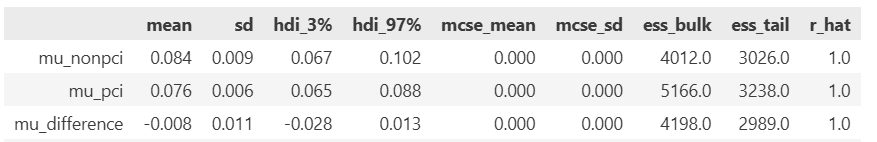 mean sd hdi_3% hdi_97% mcse_mean mcse_sd ess_bulk ess_tail r_hat
mu_nonpci 0.084 0.009 0.067 0.102 0.000 0.000 4012.0 3026.0 1.0
mu_pci 0.076 0.006 0.065 0.088 0.000 0.000 5166.0 3238.0 1.0
mu_difference -0.008 0.011 -0.028 0.013 0.000 0.000 4198.0 2989.0 1.0